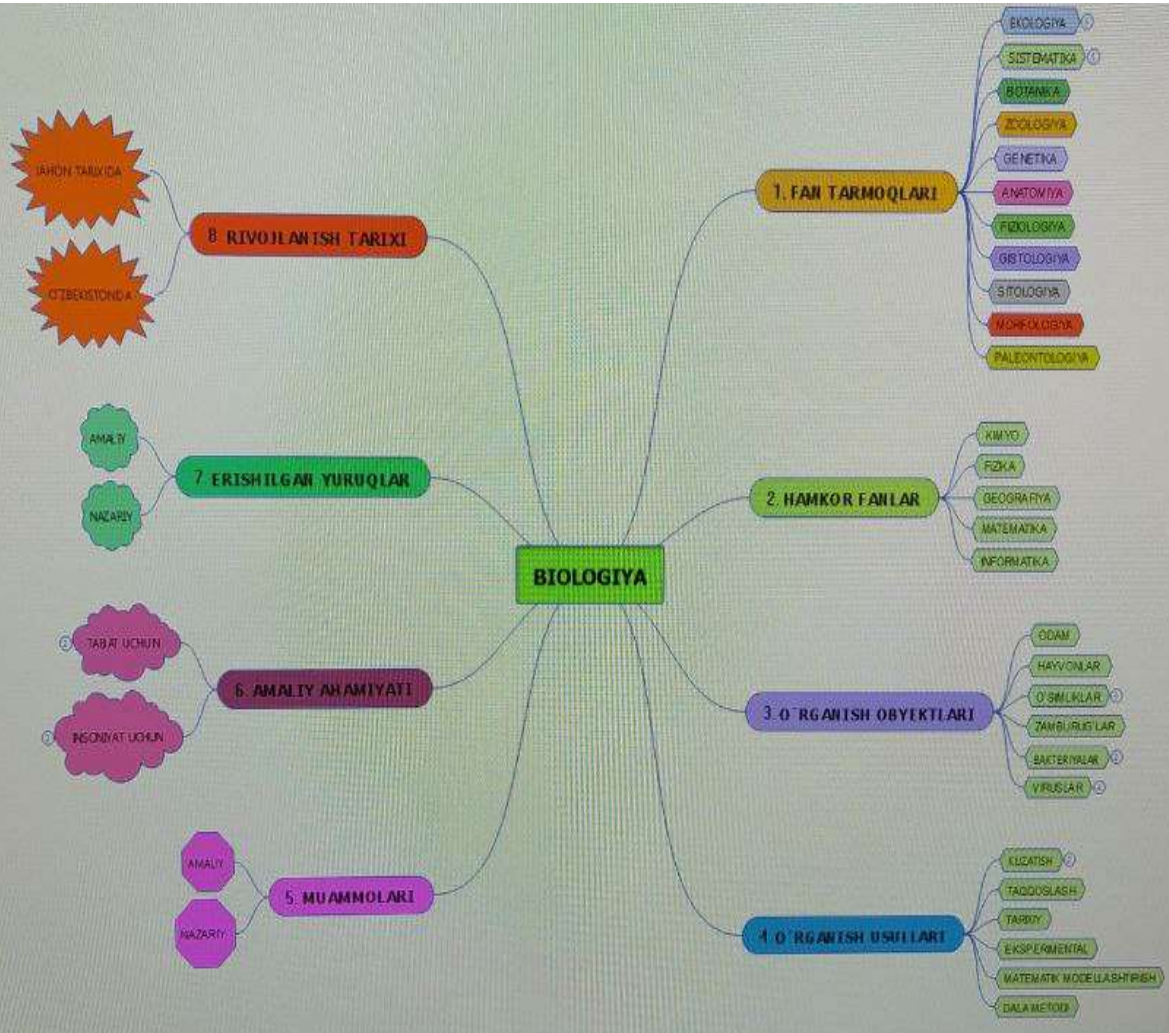 BIOLOGIYA
1. FAN TARMOQLARI
EKOLOGIYA
SISTEMATIKA
BOTANIKA
ZOOLOGIYA
GENETIKA
ANATOMIYA
FIZIOLOGIYA
GISTOLOGIYA
SITOLOGIYA
MORFOLOGIYA
PALEONTOLOGIYA
2. HAMKOR FANLAR
KIMYO
FIZIKA
GEOGRAFIYA
MATEMATIKA
INFORMATIKA
3. O`RGANISH OBYEKTLARI
ODAM
HAYVONLAR
O`SIMLIKLAR
ZAMBURUG`LAR
BAKTERIYALAR
VIRUSLAR
4. O`RGANISH USULLARI
KUZATISH
TAQQOSLASH
TARIXIY
EKSPERIMENTAL
MATEMATIK MODELLASHTIRISH
DALA METODI
5. MUAMMOLARI
AMALIY
NAZARIY
6. AMALIY AHAMIYATI
TABIAT UCHUN
INSONIYAT UCHUN
7. ERISHILGAN YURUQLAR
AMALIY
NAZARIY
8. RIVOJLANISH TARIXI
JAHON TARIXIDA
O`ZBEKISTONDA